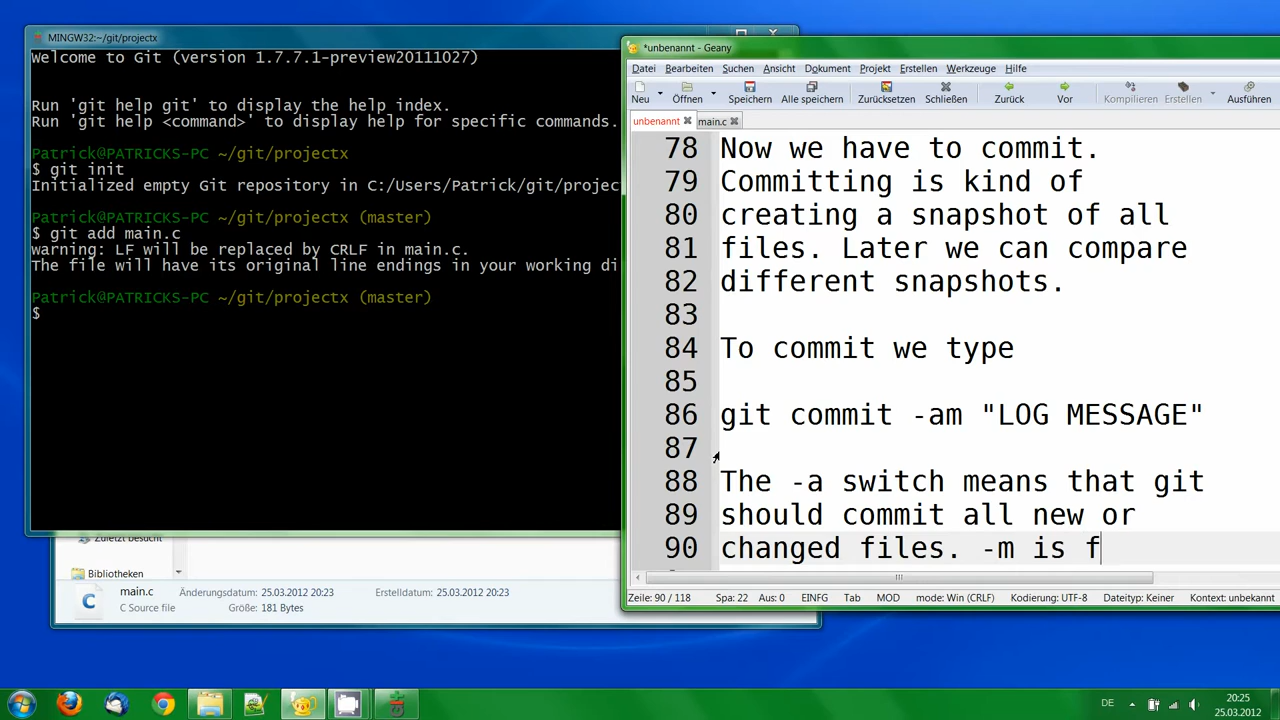 MINGW32:~/git/projectx
Welcome to Git (version 1.7.7.1-preview20111027)
Run 'git help git' to display the help index.
Run 'git help <command>' to display help for specific commands.
Patrick@PATRICKS-PC ~/git/projectx
$ git init
Initialized empty Git repository in C:/Users/Patrick/git/projec
Patrick@PATRICKS-PC ~/git/projectx (master)
$ git add main.c
warning: LF will be replaced by CRLF in main.c.
The file will have its original line endings in your working di
Patrick@PATRICKS-PC ~/git/projectx (master)
$
*unbenannt - Geany
Datei Bearbeiten Suchen Ansicht Dokument Projekt Erstellen Werkzeuge Hilfe
Neu Öffnen Speichern Alle speichern Zurücksetzen Schließen Zurück Vor Kompilieren Erstellen Ausführen
unbenannt main.c
78 Now we have to commit.
79 Committing is kind of
80 creating a snapshot of all
81 files. Later we can compare
82 different snapshots.
83
84 To commit we type
85
86 git commit -am "LOG MESSAGE"
87
88 The -a switch means that git
89 should commit all new or
90 changed files. -m is f
Zeile: 90 / 118 Spa: 22 Aus: 0 EINFG Tab MOD mode: Win (CRLF) Kodierung: UTF-8 Dateityp: Keiner Kontext: unbekannt
Zuletzt besucht
Bibliotheken
main.c Änderungsdatum: 25.03.2012 20:23 Erstelldatum: 25.03.2012 20:23
C Source file Größe: 181 Bytes
DE 20:25
25.03.2012